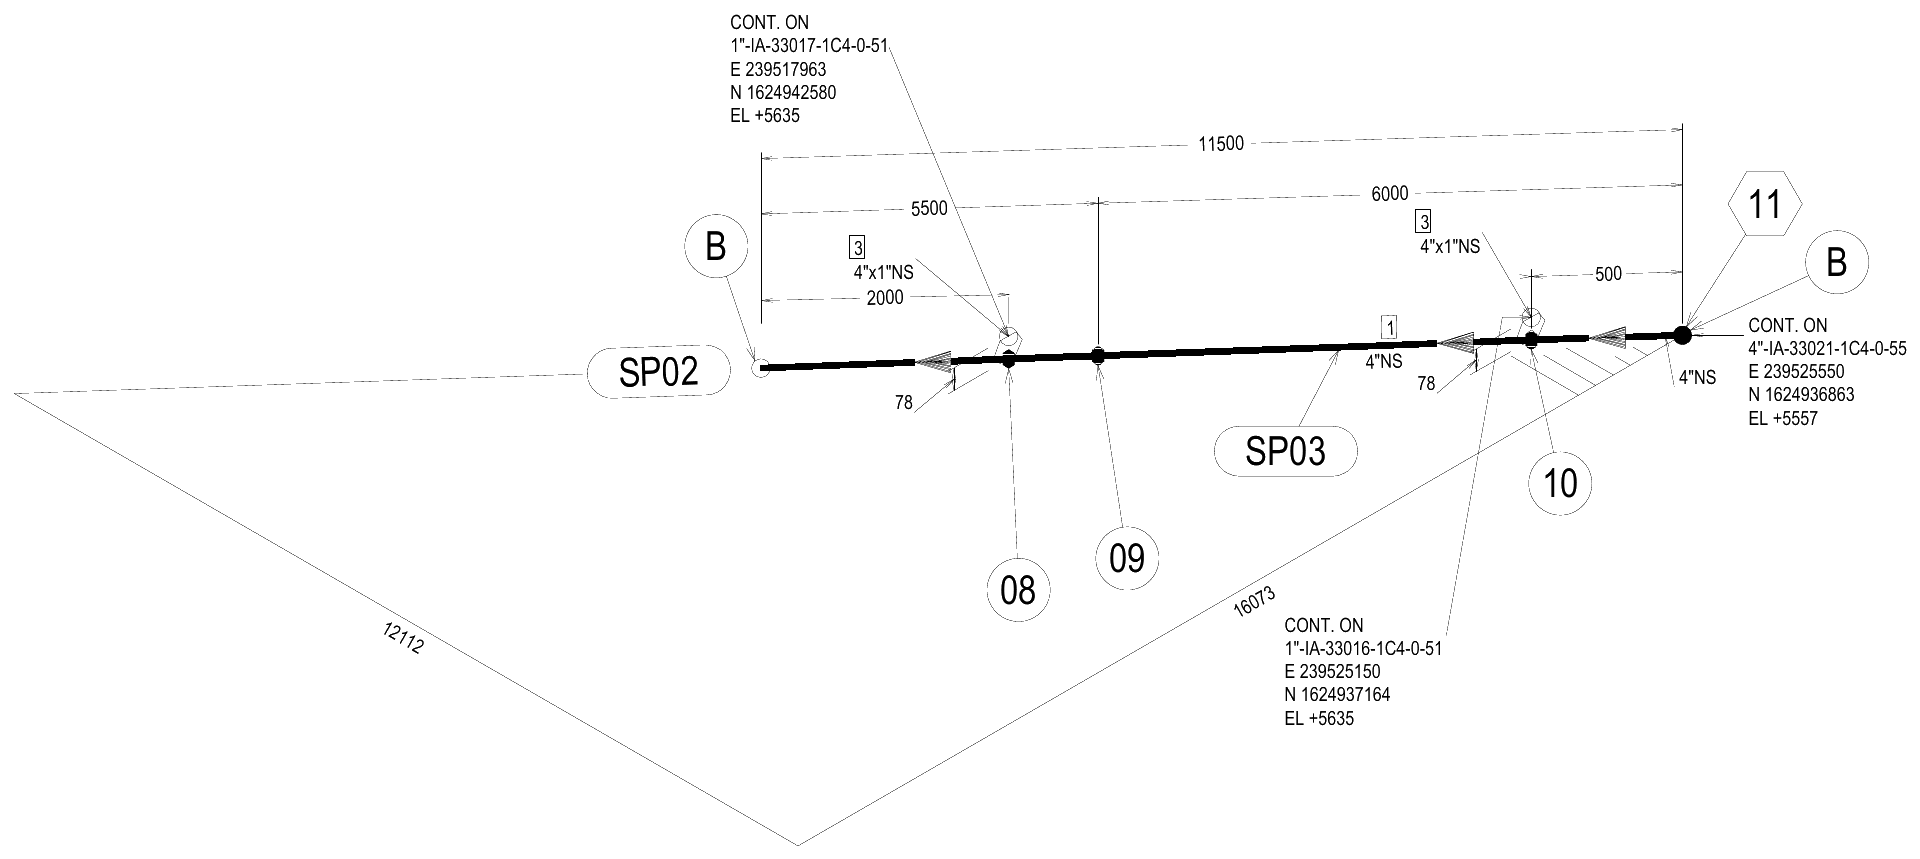 CONT. ON
1"-IA-33017-1C4-0-51
E 239517963
N 1624942580
EL +5635
11500
5500
6000
11
B
3
4"x1"NS
2000
3
4"x1"NS
500
B
1
4"NS
CONT. ON
4"-IA-33021-1C4-0-55
E 239525550
N 1624936863
EL +5557
4"NS
SP02
78
78
SP03
10
09
08
16073
12112
CONT. ON
1"-IA-33016-1C4-0-51
E 239525150
N 1624937164
EL +5635